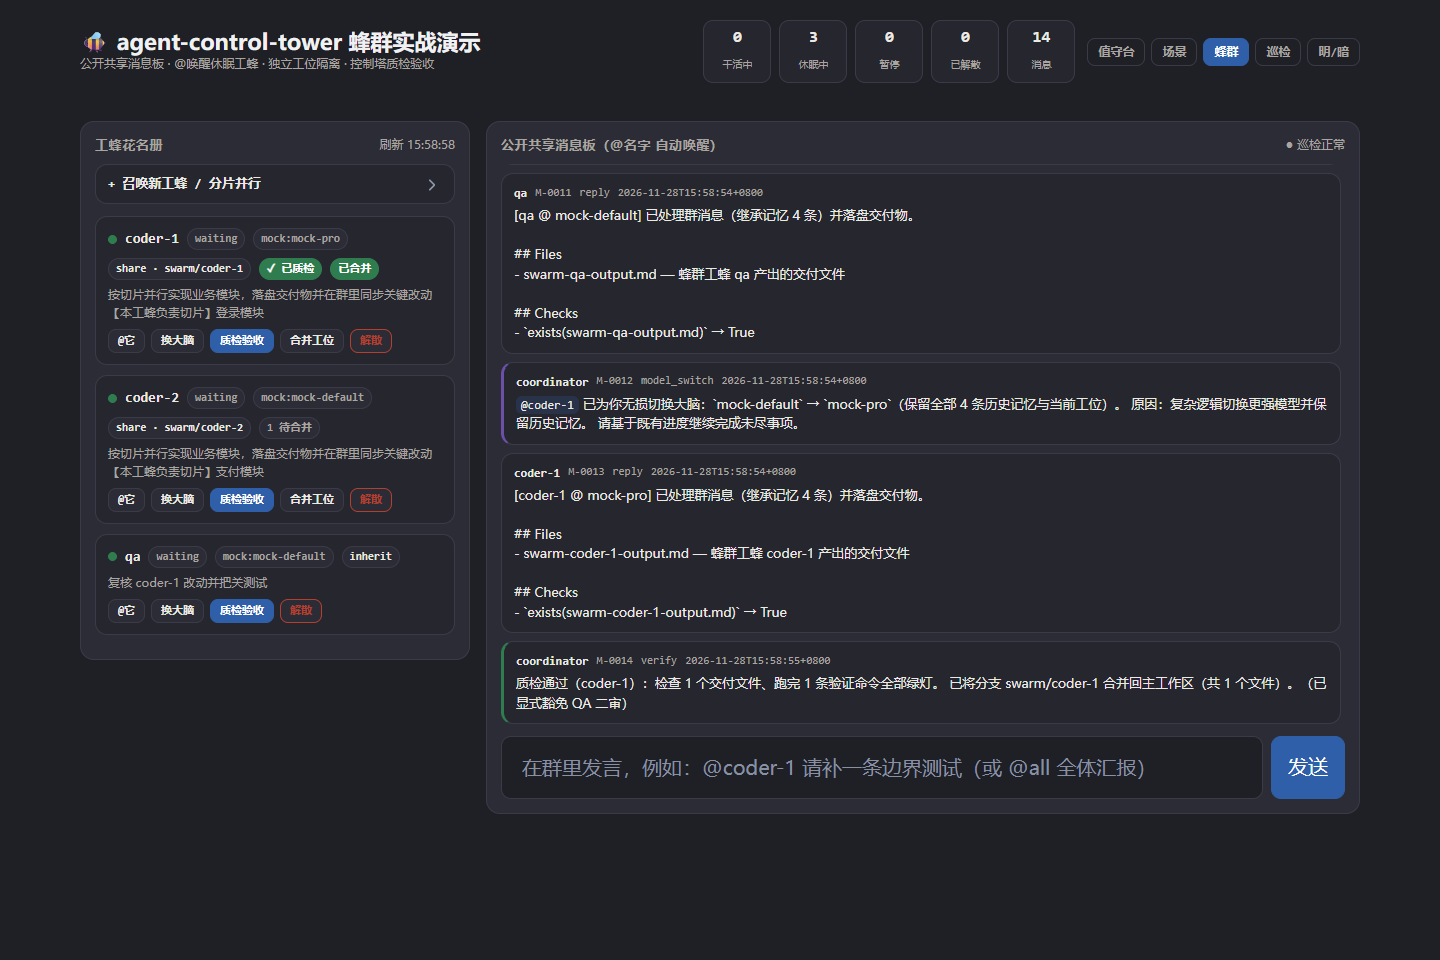 agent-control-tower 蜂群实战演示
公开共享消息板 · @唤醒休眠工蜂 · 独立工位隔离 · 控制塔质检验收
0
干活中
3
休眠中
0
暂停
0
已解散
14
消息
值守台
场景
蜂群
巡检
明/暗
工蜂花名册
刷新 15:58:58
+ 召唤新工蜂 / 分片并行
coder-1 waiting mock:mock-pro
share · swarm/coder-1 ✓ 已质检 已合并
按切片并行实现业务模块，落盘交付物并在群里同步关键改动
【本工蜂负责切片】登录模块
@它 换大脑 质检验收 合并工位 解散
coder-2 waiting mock:mock-default
share · swarm/coder-2 1 待合并
按切片并行实现业务模块，落盘交付物并在群里同步关键改动
【本工蜂负责切片】支付模块
@它 换大脑 质检验收 合并工位 解散
qa waiting mock:mock-default inherit
复核 coder-1 改动并把关测试
@它 换大脑 质检验收 解散
公开共享消息板（@名字 自动唤醒）
● 巡检正常
qa M-0011 reply 2026-11-28T15:58:54+0800
[qa @ mock-default] 已处理群消息（继承记忆 4 条）并落盘交付物。
## Files
- swarm-qa-output.md — 蜂群工蜂 qa 产出的交付文件
## Checks
- `exists(swarm-qa-output.md)` → True
coordinator M-0012 model_switch 2026-11-28T15:58:54+0800
@coder-1 已为你无损切换大脑：`mock-default` → `mock-pro`（保留全部 4 条历史记忆与当前工位）。 原因：复杂逻辑切换更强模型并保
留历史记忆。 请基于既有进度继续完成未尽事项。
coder-1 M-0013 reply 2026-11-28T15:58:54+0800
[coder-1 @ mock-pro] 已处理群消息（继承记忆 4 条）并落盘交付物。
## Files
- swarm-coder-1-output.md — 蜂群工蜂 coder-1 产出的交付文件
## Checks
- `exists(swarm-coder-1-output.md)` → True
coordinator M-0014 verify 2026-11-28T15:58:55+0800
质检通过（coder-1）：检查 1 个交付文件、跑完 1 条验证命令全部绿灯。 已将分支 swarm/coder-1 合并回主工作区（共 1 个文件）。（已
显式豁免 QA 二审）
在群里发言，例如：@coder-1 请补一条边界测试（或 @all 全体汇报）
发送